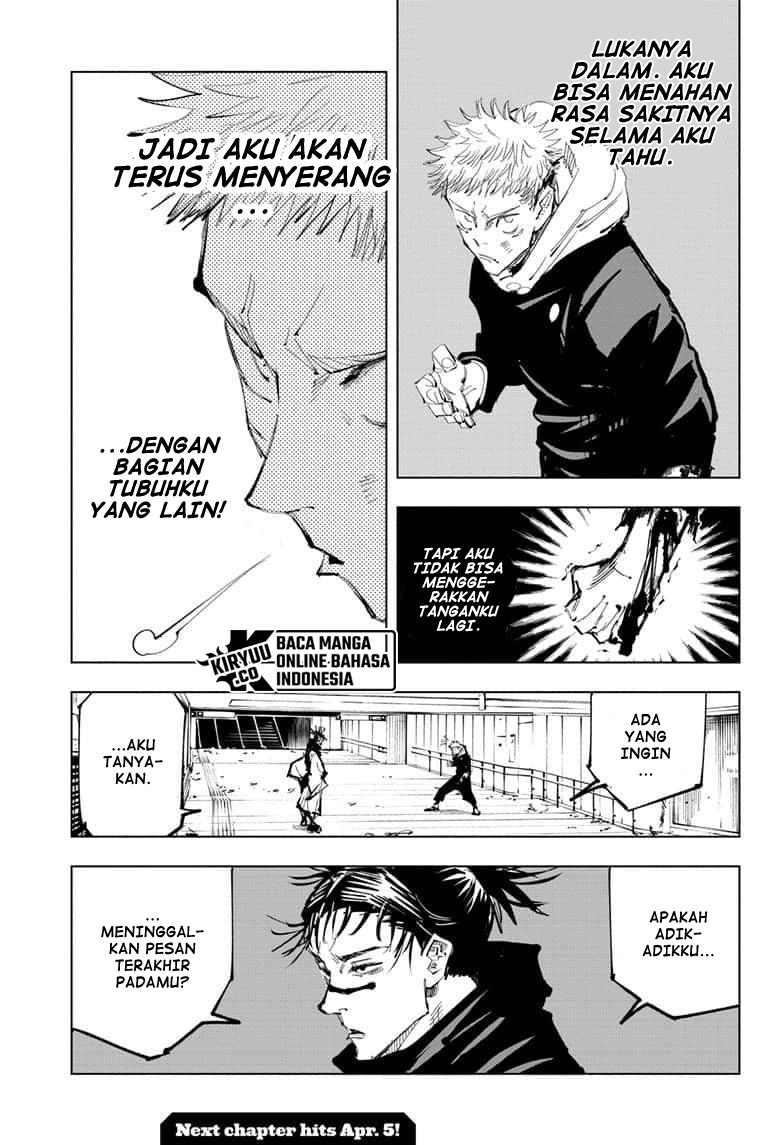 LUKANYA
DALAM. AKU
BISA MENAHAN
RASA SAKITNYA
SELAMA AKU
TAHU.
TAPI AKU
TIDAK BISA
MENGGE-
RAKKAN
TANGANKU
LAGI.
JADI AKU AKAN
TERUS MENYERANG
...
...DENGAN
BAGIAN
TUBUHKU
YANG LAIN!
KIRYUU
.CO
BACA MANGA
ONLINE BAHASA
INDONESIA
ADA
YANG
INGIN
...
...AKU
TANYA-
KAN.
APAKAH
ADIK-
ADIKKU...
...
MENINGGAL-
KAN PESAN
TERAKHIR
PADAMU?
Next chapter hits Apr. 5!